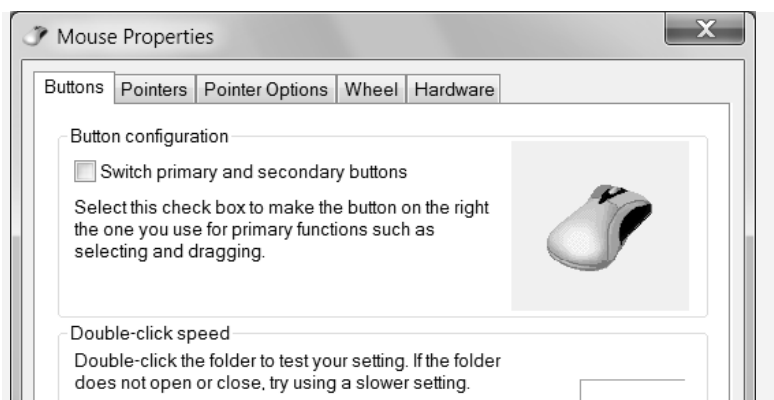 Mouse Properties
X
Buttons Pointers Pointer Options Wheel Hardware
Button configuration
Switch primary and secondary buttons
Select this check box to make the button on the right
the one you use for primary functions such as
selecting and dragging.
Double-click speed
Double-click the folder to test your setting. If the folder
does not open or close, try using a slower setting.